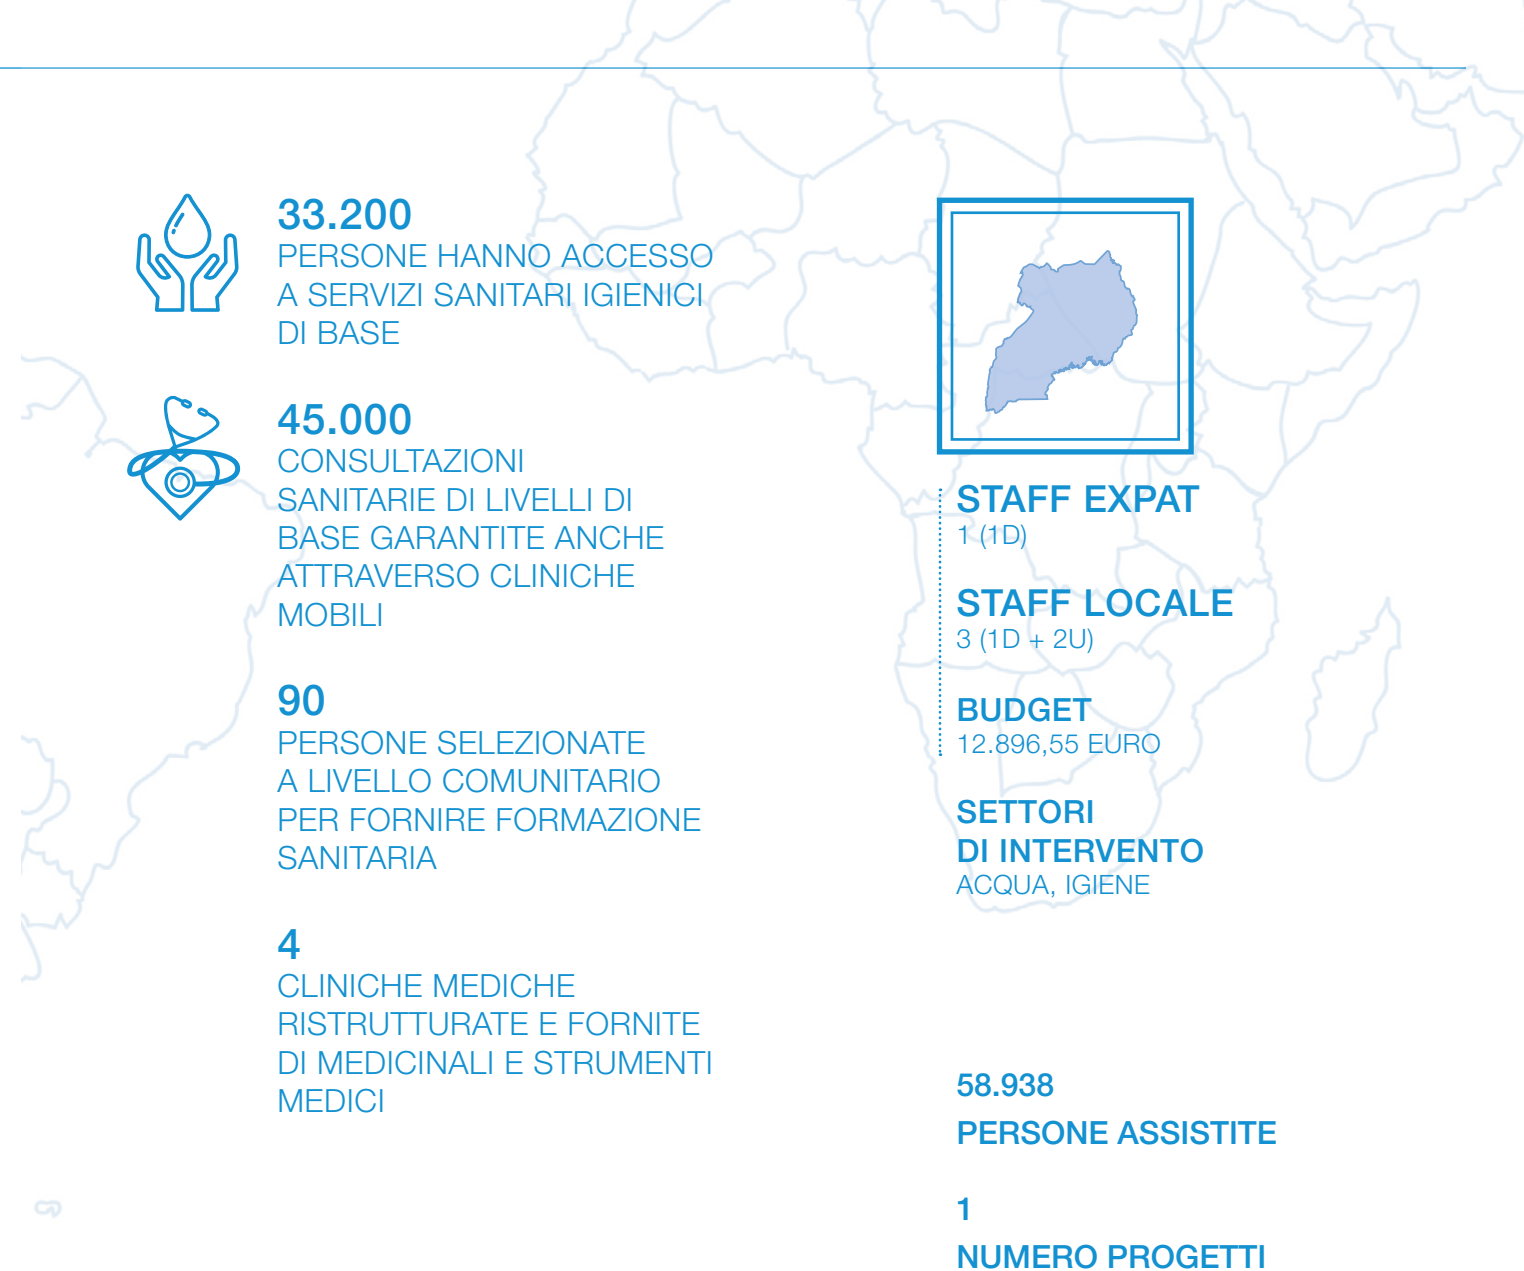 33.200
PERSONE HANNO ACCESSO
A SERVIZI SANITARI IGIENICI
DI BASE
45.000
CONSULTAZIONI
SANITARIE DI LIVELLI DI
BASE GARANTITE ANCHE
ATTRAVERSO CLINICHE
MOBILI
90
PERSONE SELEZIONATE
A LIVELLO COMUNITARIO
PER FORNIRE FORMAZIONE
SANITARIA
4
CLINICHE MEDICHE
RISTRUTTURATE E FORNITE
DI MEDICINALI E STRUMENTI
MEDICI
STAFF EXPAT
1 (1D)
STAFF LOCALE
3 (1D + 2U)
BUDGET
12.896,55 EURO
SETTORI
DI INTERVENTO
ACQUA, IGIENE
58.938
PERSONE ASSISTITE
1
NUMERO PROGETTI